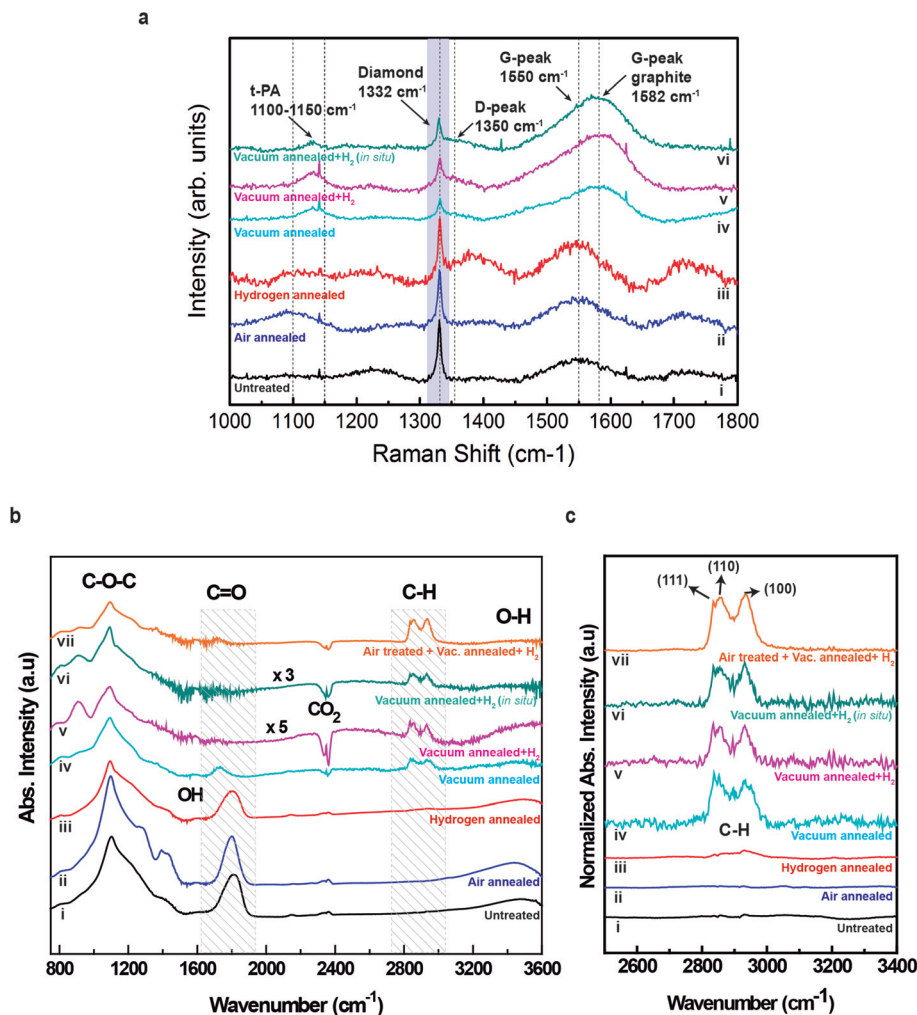 a
t-PA
1100-1150 cm⁻¹
Diamond
1332 cm⁻¹
D-peak
1350 cm⁻¹
G-peak
1550 cm⁻¹
G-peak
graphite
1582 cm⁻¹
Vacuum annealed+H₂ (in situ)
vi
Vacuum annealed+H₂
v
Vacuum annealed
iv
Hydrogen annealed
iii
Air annealed
ii
Untreated
i
Intensity (arb. units)
1000 1100 1200 1300 1400 1500 1600 1700 1800
Raman Shift (cm-1)
b
C-O-C
C=O
C-H
O-H
vii
Air treated + Vac. annealed+ H₂
vi
x 3
Vacuum annealed+H₂ (in situ)
CO₂
v
x 5
Vacuum annealed+H₂
iv
Vacuum annealed
OH
iii
Hydrogen annealed
ii
Air annealed
i
Untreated
Abs. Intensity (a.u)
800 1200 1600 2000 2400 2800 3200 3600
Wavenumber (cm⁻¹)
c
(111)
(110)
(100)
vii
Air treated + Vac. annealed+ H₂
vi
Vacuum annealed+H₂ (in situ)
v
Vacuum annealed+H₂
iv
Vacuum annealed
C-H
iii
Hydrogen annealed
ii
Air annealed
i
Untreated
Normalized Abs. Intensity (a.u)
2600 2800 3000 3200 3400
Wavenumber (cm⁻¹)